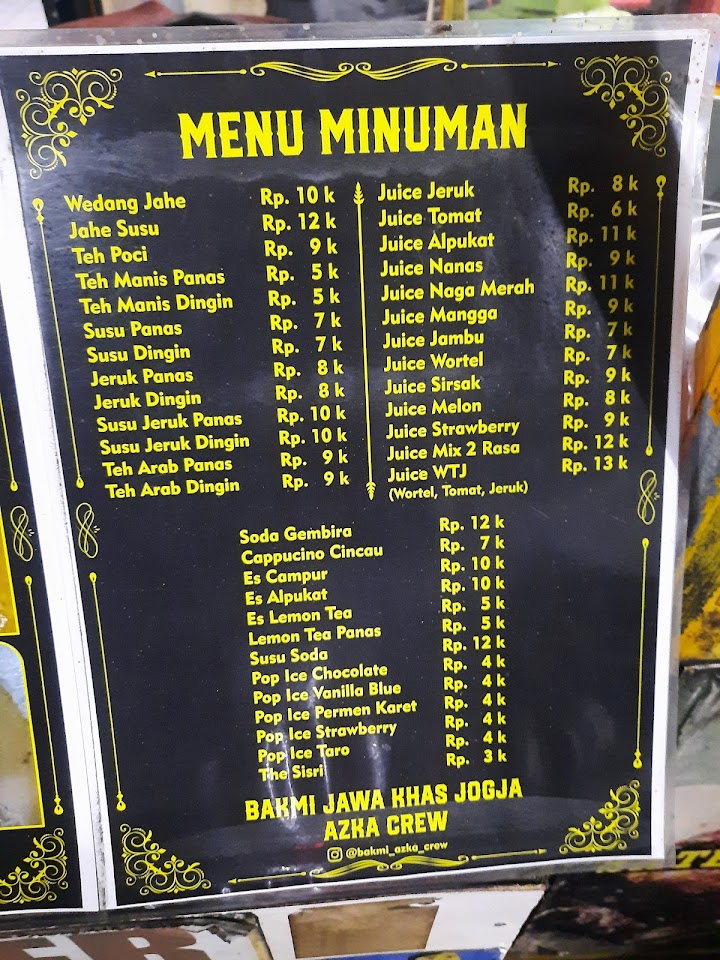 MENU MINUMAN
Wedang Jahe Rp. 10 k
Jahe Susu Rp. 12 k
Teh Poci Rp. 9 k
Teh Manis Panas Rp. 5 k
Teh Manis Dingin Rp. 5 k
Susu Panas Rp. 7 k
Susu Dingin Rp. 7 k
Jeruk Panas Rp. 8 k
Jeruk Dingin Rp. 8 k
Susu Jeruk Panas Rp. 10 k
Susu Jeruk Dingin Rp. 10 k
Teh Arab Panas Rp. 9 k
Teh Arab Dingin Rp. 9 k
Juice Jeruk Rp. 8 k
Juice Tomat Rp. 6 k
Juice Alpukat Rp. 11 k
Juice Nanas Rp. 9 k
Juice Naga Merah Rp. 11 k
Juice Mangga Rp. 9 k
Juice Jambu Rp. 7 k
Juice Wortel Rp. 7 k
Juice Sirsak Rp. 9 k
Juice Melon Rp. 8 k
Juice Strawberry Rp. 9 k
Juice Mix 2 Rasa Rp. 12 k
Juice WTJ Rp. 13 k
(Wortel, Tomat, Jeruk)
Soda Gembira Rp. 12 k
Cappucino Cincau Rp. 7 k
Es Campur Rp. 10 k
Es Alpukat Rp. 10 k
Es Lemon Tea Rp. 5 k
Lemon Tea Panas Rp. 5 k
Susu Soda Rp. 12 k
Pop Ice Chocolate Rp. 4 k
Pop Ice Vanilla Blue Rp. 4 k
Pop Ice Permen Karet Rp. 4 k
Pop Ice Strawberry Rp. 4 k
Pop Ice Taro Rp. 4 k
The Sisri Rp. 3 k
BAKMI JAWA KHAS JOGJA
AZKA CREW
@bakmi_azka_crew